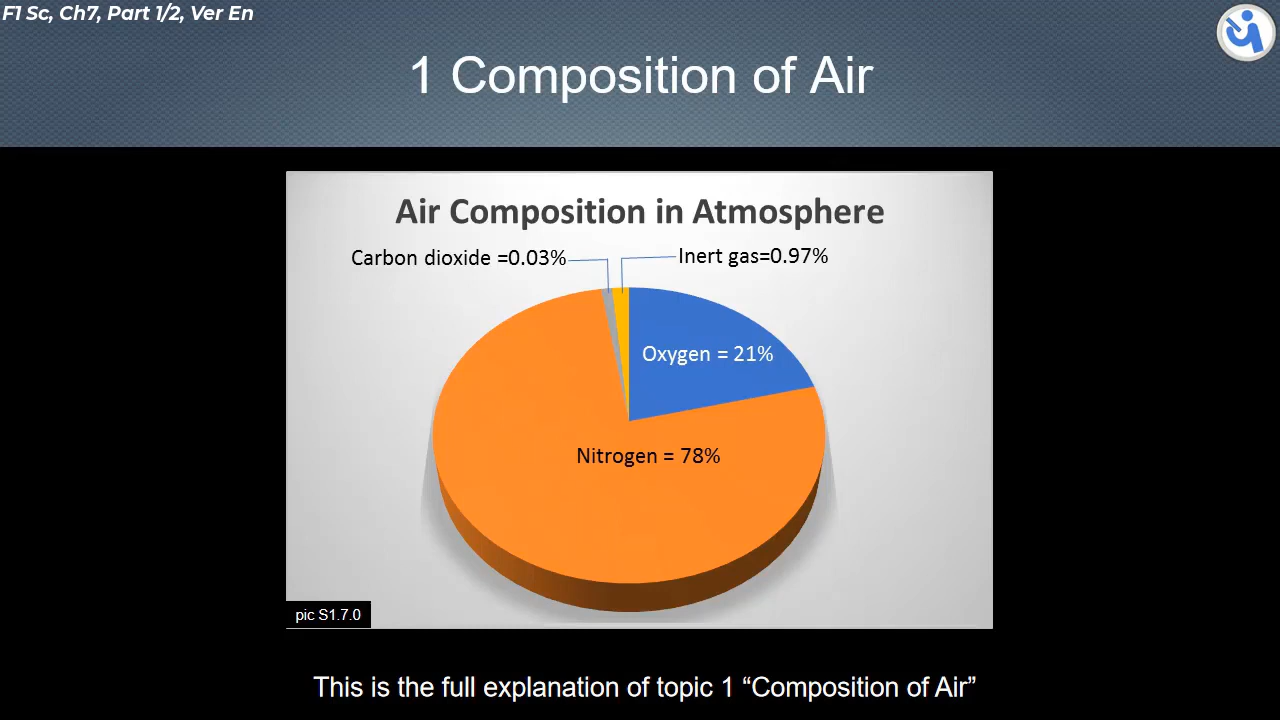 F1 Sc, Ch7, Part 1/2, Ver En
1 Composition of Air
Air Composition in Atmosphere
Carbon dioxide =0.03%
Inert gas=0.97%
Oxygen = 21%
Nitrogen = 78%
pic S1.7.0
This is the full explanation of topic 1 “Composition of Air”